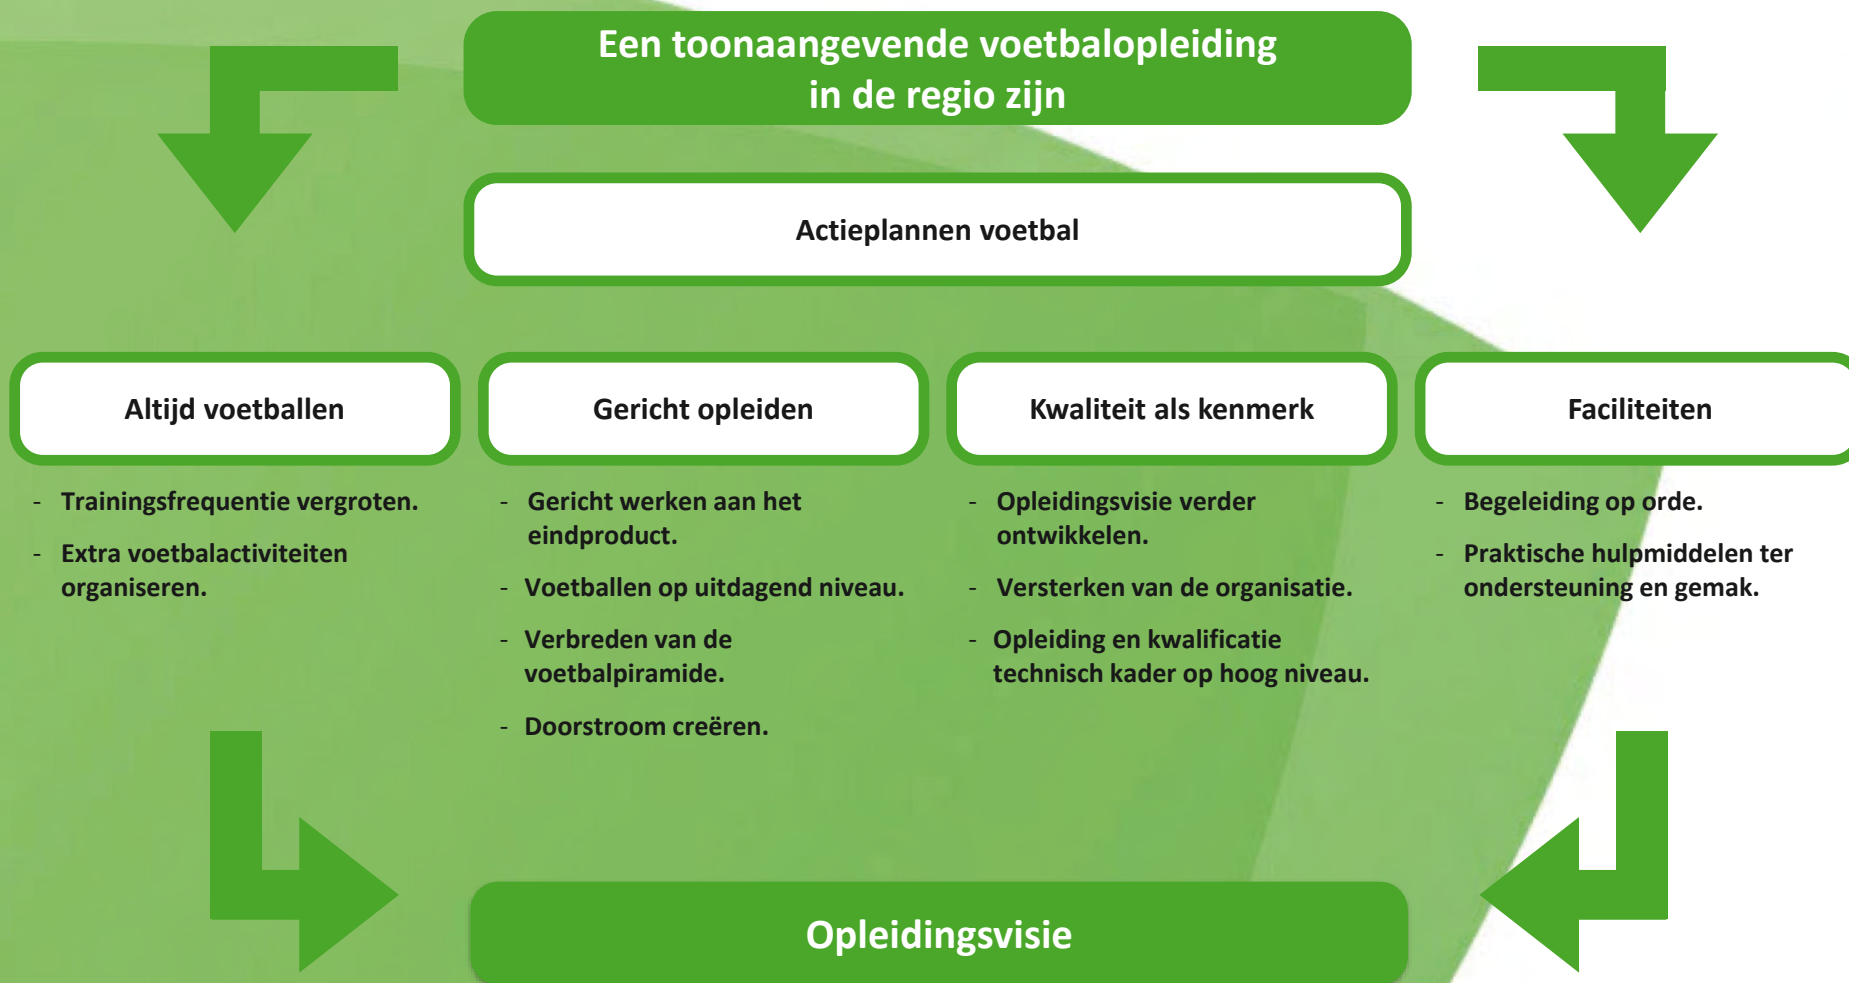 Een toonaangevende voetbalopleiding
in de regio zijn
Actieplannen voetbal
Altijd voetballen
- Trainingsfrequentie vergroten.
- Extra voetbalactiviteiten
organiseren.
Gericht opleiden
- Gericht werken aan het
eindproduct.
- Voetballen op uitdagend niveau.
- Verbreden van de
voetbalpiramide.
- Doorstroom creëren.
Kwaliteit als kenmerk
- Opleidingsvisie verder
ontwikkelen.
- Versterken van de organisatie.
- Opleiding en kwalificatie
technisch kader op hoog niveau.
Faciliteiten
- Begeleiding op orde.
- Praktische hulpmiddelen ter
ondersteuning en gemak.
Opleidingsvisie